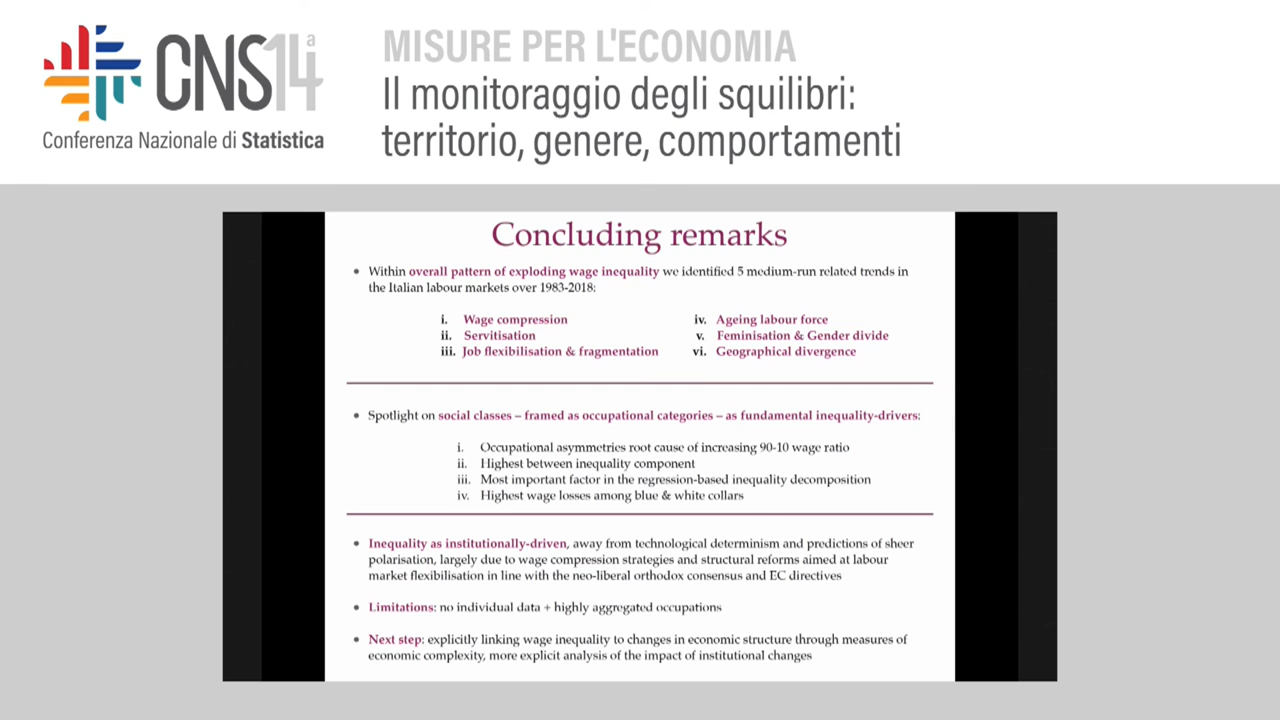 CNS14a
Conferenza Nazionale di Statistica
MISURE PER L'ECONOMIA
Il monitoraggio degli squilibri:
territorio, genere, comportamenti
Concluding remarks
• Within overall pattern of exploding wage inequality we identified 5 medium-run related trends in
the Italian labour markets over 1983-2018:
i. Wage compression
ii. Servitisation
iii. Job flexibilisation & fragmentation
iv. Ageing labour force
v. Feminisation & Gender divide
vi. Geographical divergence
• Spotlight on social classes – framed as occupational categories – as fundamental inequality-drivers:
i. Occupational asymmetries root cause of increasing 90-10 wage ratio
ii. Highest between inequality component
iii. Most important factor in the regression-based inequality decomposition
iv. Highest wage losses among blue & white collars
• Inequality as institutionally-driven, away from technological determinism and predictions of sheer
polarisation, largely due to wage compression strategies and structural reforms aimed at labour
market flexibilisation in line with the neo-liberal orthodox consensus and EC directives
• Limitations: no individual data + highly aggregated occupations
• Next step: explicitly linking wage inequality to changes in economic structure through measures of
economic complexity, more explicit analysis of the impact of institutional changes